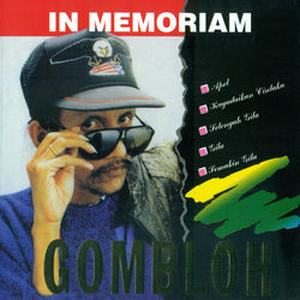 IN MEMORIAM
Apel
Kugadaikan Cintaku
Setengah Gila
Gila
Semakin Gila
GOMBLOH